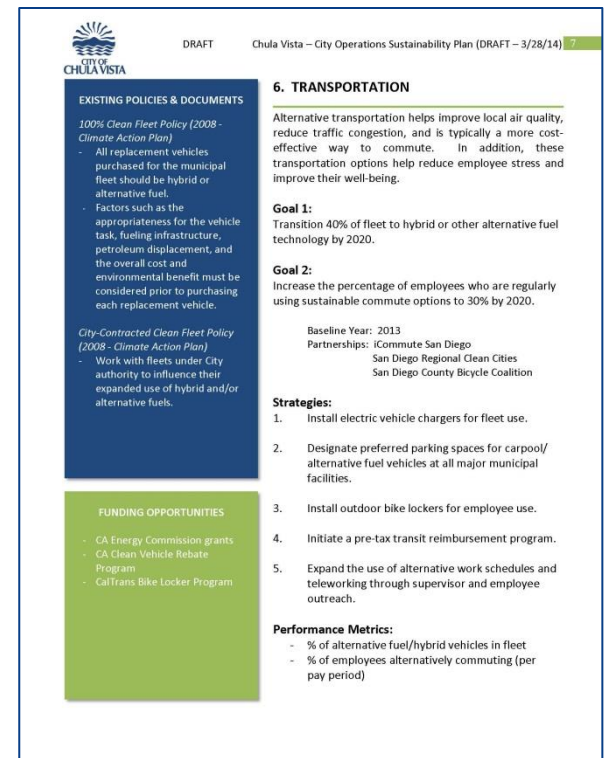 CITY OF
CHULA VISTA
DRAFT
Chula Vista – City Operations Sustainability Plan (DRAFT – 3/28/14) 7
EXISTING POLICIES & DOCUMENTS
100% Clean Fleet Policy (2008 -
Climate Action Plan)
- All replacement vehicles
purchased for the municipal
fleet should be hybrid or
alternative fuel.
- Factors such as the
appropriateness for the vehicle
task, fueling infrastructure,
petroleum displacement, and
the overall cost and
environmental benefit must be
considered prior to purchasing
each replacement vehicle.
City-Contracted Clean Fleet Policy
(2008 - Climate Action Plan)
- Work with fleets under City
authority to influence their
expanded use of hybrid and/or
alternative fuels.
FUNDING OPPORTUNITIES
- CA Energy Commission grants
- CA Clean Vehicle Rebate
Program
- CalTrans Bike Locker Program
6. TRANSPORTATION
Alternative transportation helps improve local air quality,
reduce traffic congestion, and is typically a more cost-
effective way to commute. In addition, these
transportation options help reduce employee stress and
improve their well-being.
Goal 1:
Transition 40% of fleet to hybrid or other alternative fuel
technology by 2020.
Goal 2:
Increase the percentage of employees who are regularly
using sustainable commute options to 30% by 2020.
Baseline Year: 2013
Partnerships: iCommute San Diego
San Diego Regional Clean Cities
San Diego County Bicycle Coalition
Strategies:
1. Install electric vehicle chargers for fleet use.
2. Designate preferred parking spaces for carpool/
alternative fuel vehicles at all major municipal
facilities.
3. Install outdoor bike lockers for employee use.
4. Initiate a pre-tax transit reimbursement program.
5. Expand the use of alternative work schedules and
teleworking through supervisor and employee
outreach.
Performance Metrics:
- % of alternative fuel/hybrid vehicles in fleet
- % of employees alternatively commuting (per
pay period)